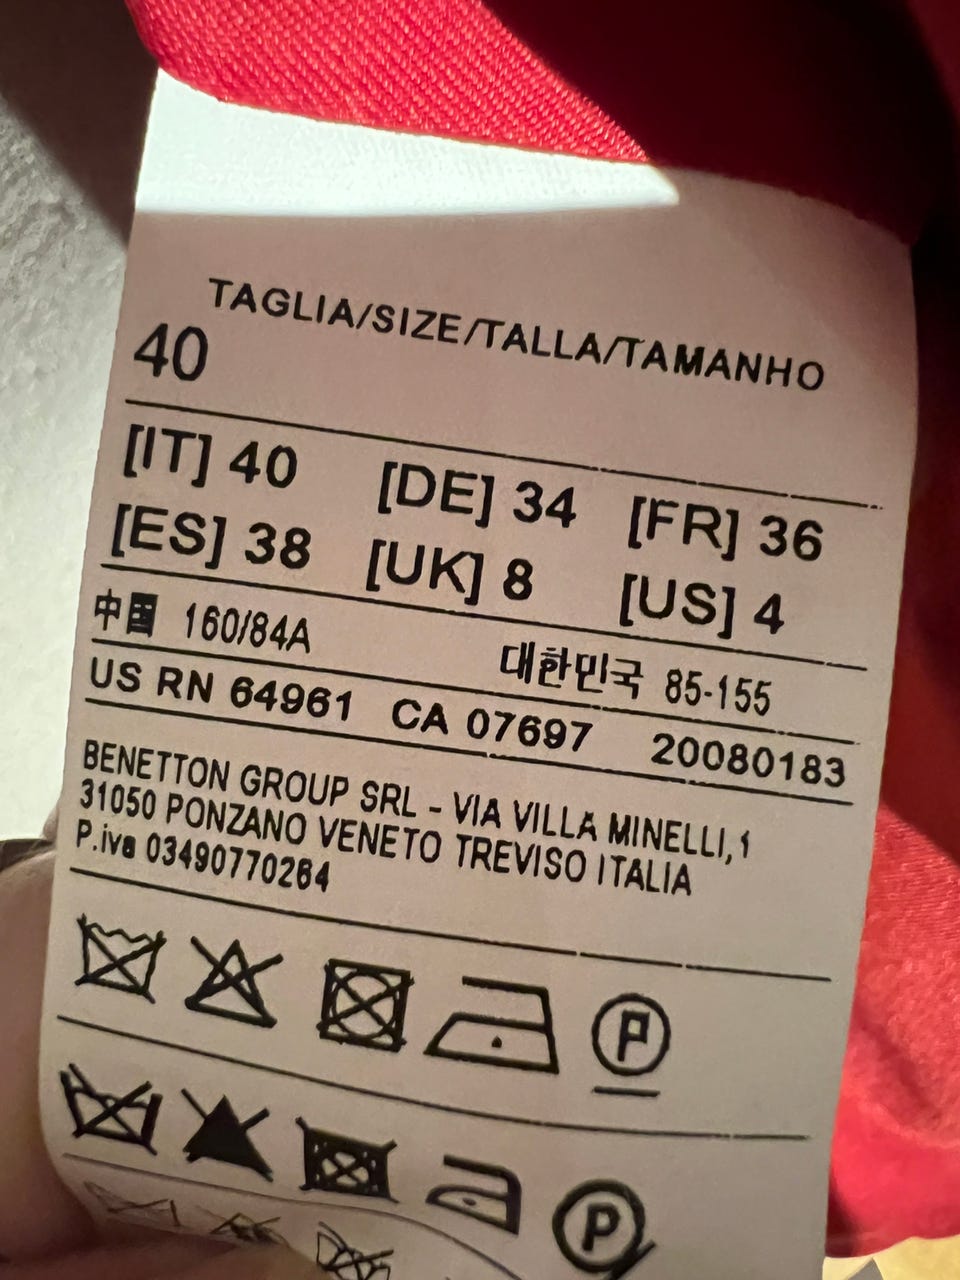 TAGLIA/SIZE/TALLA/TAMANHO
40
[IT] 40 [DE] 34 [FR] 36
[ES] 38 [UK] 8 [US] 4
中国 160/84A 대한민국 85-155
US RN 64961 CA 07697 20080183
BENETTON GROUP SRL - VIA VILLA MINELLI, 1
31050 PONZANO VENETO TREVISO ITALIA
P.iva 03490770264
P
P